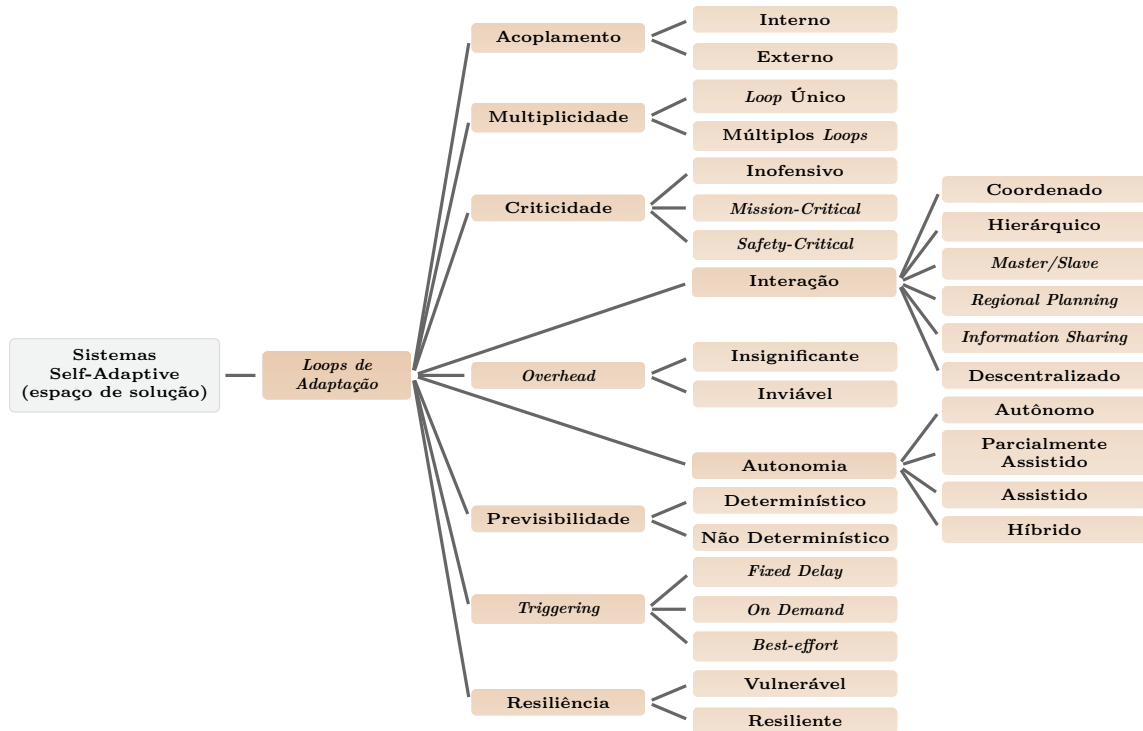 Sistemas
Self-Adaptive
(espaço de solução)
Loops de
Adaptação
Acoplamento
Interno
Externo
Multiplicidade
Loop Único
Múltiplos Loops
Criticidade
Inofensivo
Mission-Critical
Safety-Critical
Interação
Coordenado
Hierárquico
Master/Slave
Regional Planning
Information Sharing
Descentralizado
Overhead
Insignificante
Inviável
Autonomia
Autônomo
Parcialmente
Assistido
Assistido
Híbrido
Previsibilidade
Determinístico
Não Determinístico
Triggering
Fixed Delay
On Demand
Best-effort
Resiliência
Vulnerável
Resiliente